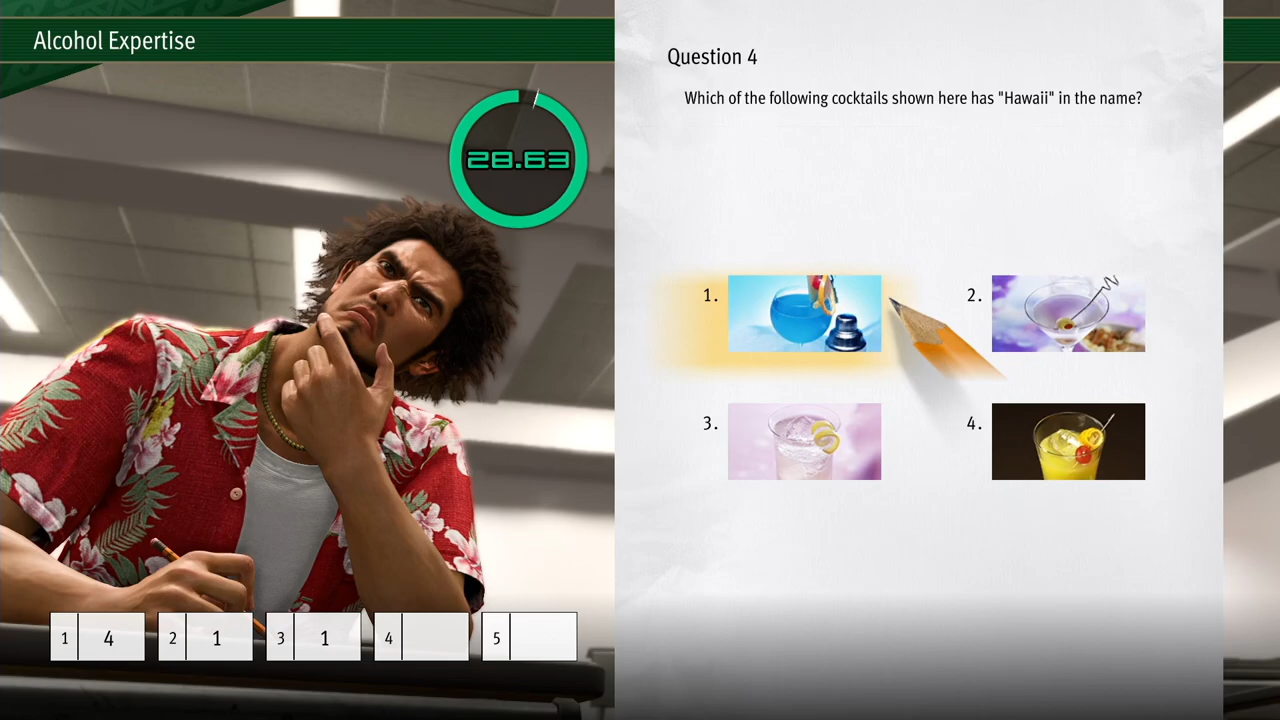 Alcohol Expertise
28.63
Question 4
Which of the following cocktails shown here has "Hawaii" in the name?
1.
2.
3.
4.
1 4 2 1 3 1 4 5